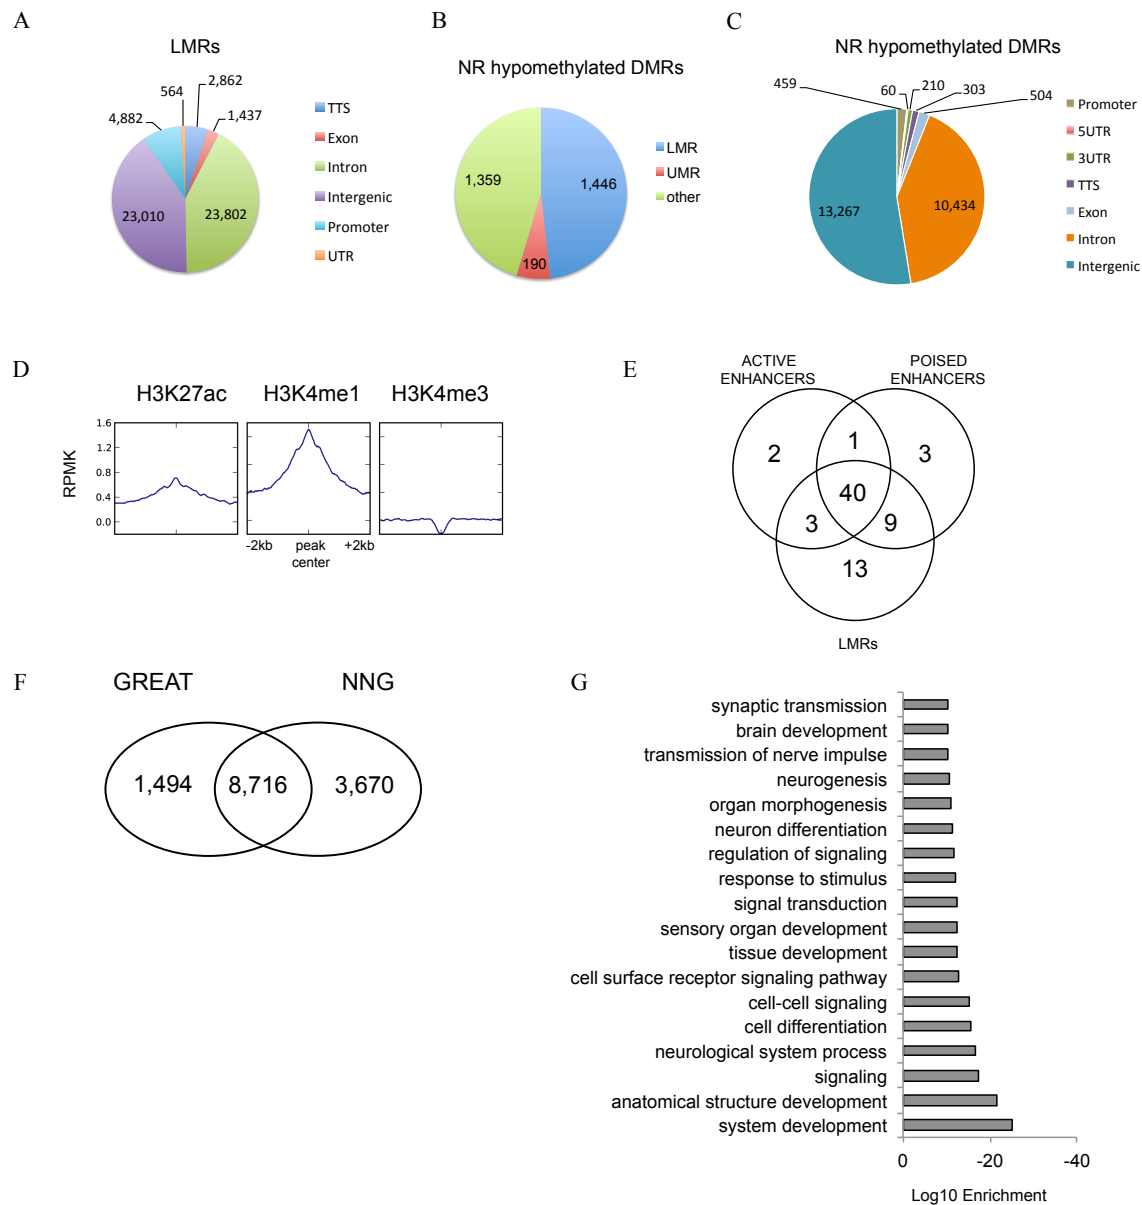 A
LMRs
564
2,862
4,882
1,437
23,010
23,802
TTS
Exon
Intron
Intergenic
Promoter
UTR
B
NR hypomethylated DMRs
1,359
1,446
190
LMR
UMR
other
C
NR hypomethylated DMRs
459
60
210
303
504
13,267
10,434
Promoter
5UTR
3UTR
TTS
Exon
Intron
Intergenic
D
H3K27ac
H3K4me1
H3K4me3
RPMK
1.6
1.2
0.8
0.4
0.0
-2kb
peak
center
+2kb
E
ACTIVE
ENHANCERS
POISED
ENHANCERS
2
1
3
40
3
9
13
LMRs
F
GREAT
NNG
1,494
8,716
3,670
G
synaptic transmission
brain development
transmission of nerve impulse
neurogenesis
organ morphogenesis
neuron differentiation
regulation of signaling
response to stimulus
signal transduction
sensory organ development
tissue development
cell surface receptor signaling pathway
cell-cell signaling
cell differentiation
neurological system process
signaling
anatomical structure development
system development
0
-20
-40
Log10 Enrichment